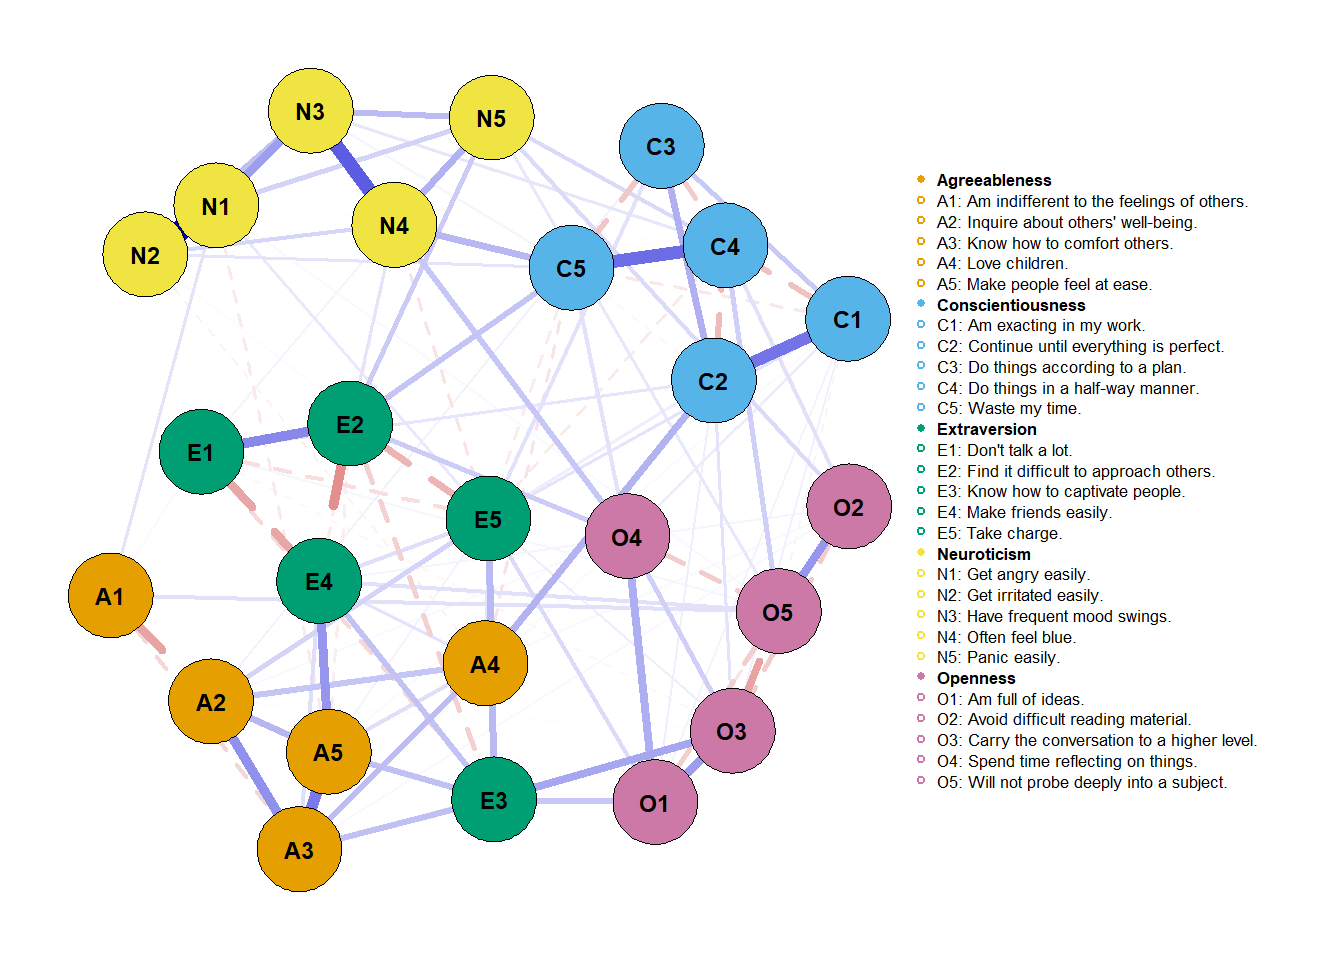 N3
N5
C3
N1
N4
C4
N2
C5
C1
C2
E2
E1
O2
E5
O4
E4
A1
O5
A4
A2
O3
A5
E3
O1
A3
Agreeableness
A1: Am indifferent to the feelings of others.
A2: Inquire about others' well-being.
A3: Know how to comfort others.
A4: Love children.
A5: Make people feel at ease.
Conscientiousness
C1: Am exacting in my work.
C2: Continue until everything is perfect.
C3: Do things according to a plan.
C4: Do things in a half-way manner.
C5: Waste my time.
Extraversion
E1: Don't talk a lot.
E2: Find it difficult to approach others.
E3: Know how to captivate people.
E4: Make friends easily.
E5: Take charge.
Neuroticism
N1: Get angry easily.
N2: Get irritated easily.
N3: Have frequent mood swings.
N4: Often feel blue.
N5: Panic easily.
Openness
O1: Am full of ideas.
O2: Avoid difficult reading material.
O3: Carry the conversation to a higher level.
O4: Spend time reflecting on things.
O5: Will not probe deeply into a subject.